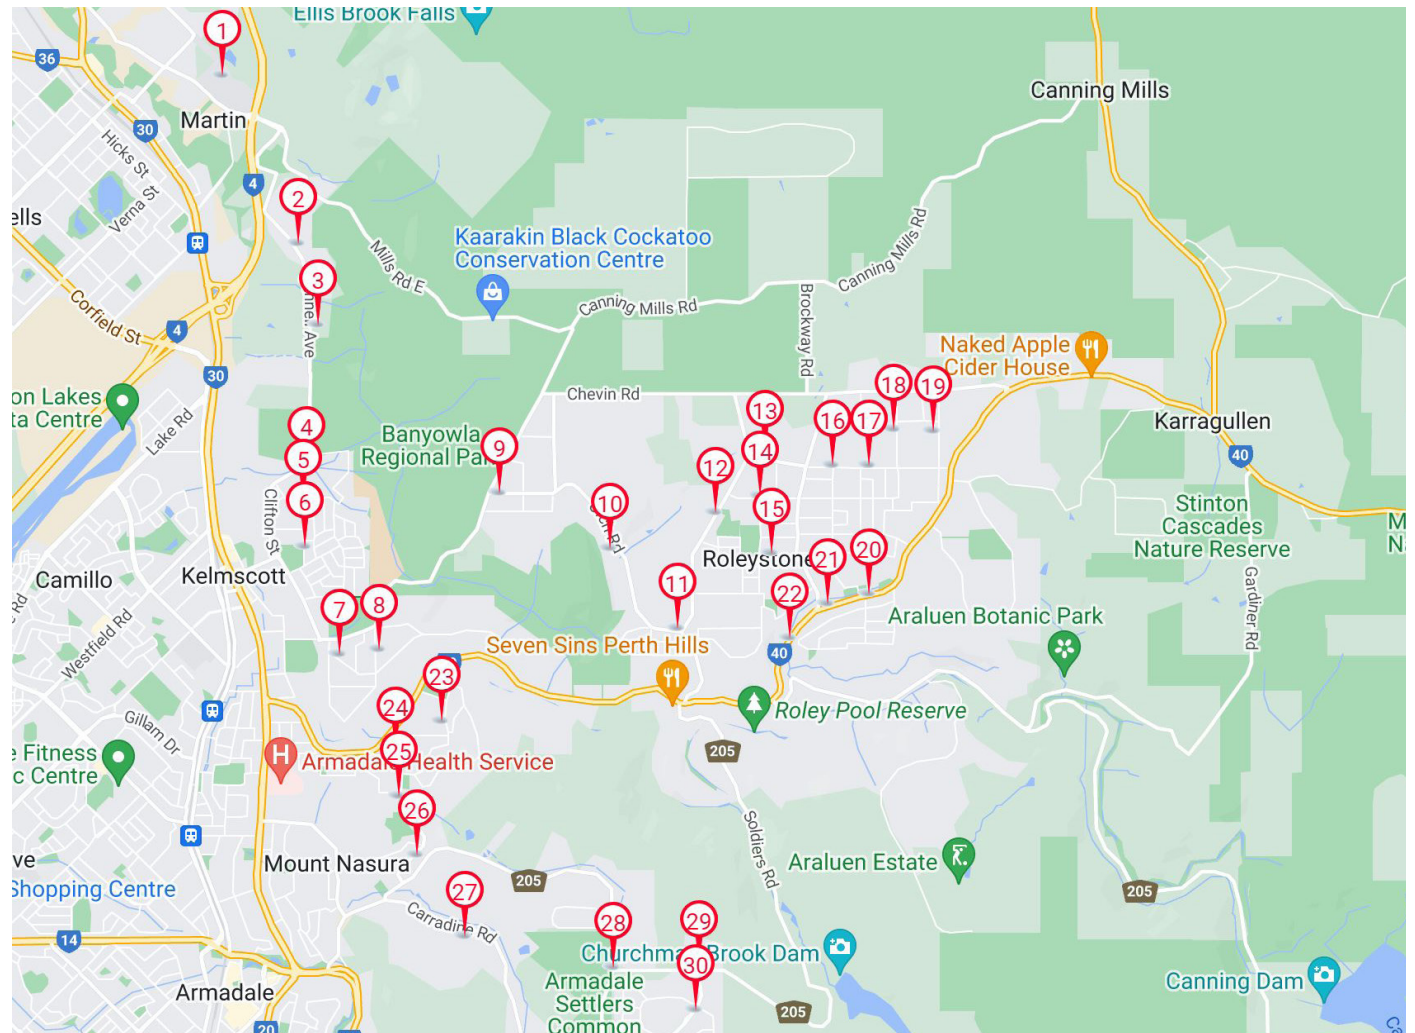 Ellis Brook Falls
1
36
Canning Mills
Martin
30
Hicks St
4
Verna St
2
ells
Kaarakin Black Cockatoo
Conservation Centre
Canning Mills Rd
Mills Rd E
3
nnell Ave
Corfield St
4
Canning Mills Rd
Brockway Rd
Naked Apple
Cider House
30
Chevin Rd
18
19
on Lakes
ta Centre
Lake Rd
4
13
16
17
Karragullen
Banyowla
Regional Par
9
5
14
12
40
6
Clifton St
10
15
Stinton
Cascades
Nature Reserve
M
Na
Roleystone
21
20
Camillo
Kelmscott
11
22
Gardiner Rd
Rd
Westfield Rd
7
8
Araluen Botanic Park
Seven Sins Perth Hills
40
23
24
Roley Pool Reserve
Gillam Dr
205
e Fitness
c Centre
H
25
Armadale Health Service
26
Soldiers Rd
ve
Mount Nasura
Araluen Estate
205
205
Shopping Centre
27
Carradine Rd
28
29
14
Churchman Brook Dam
30
Armadale
Settlers
Common
Canning Dam
Armadale
205
20